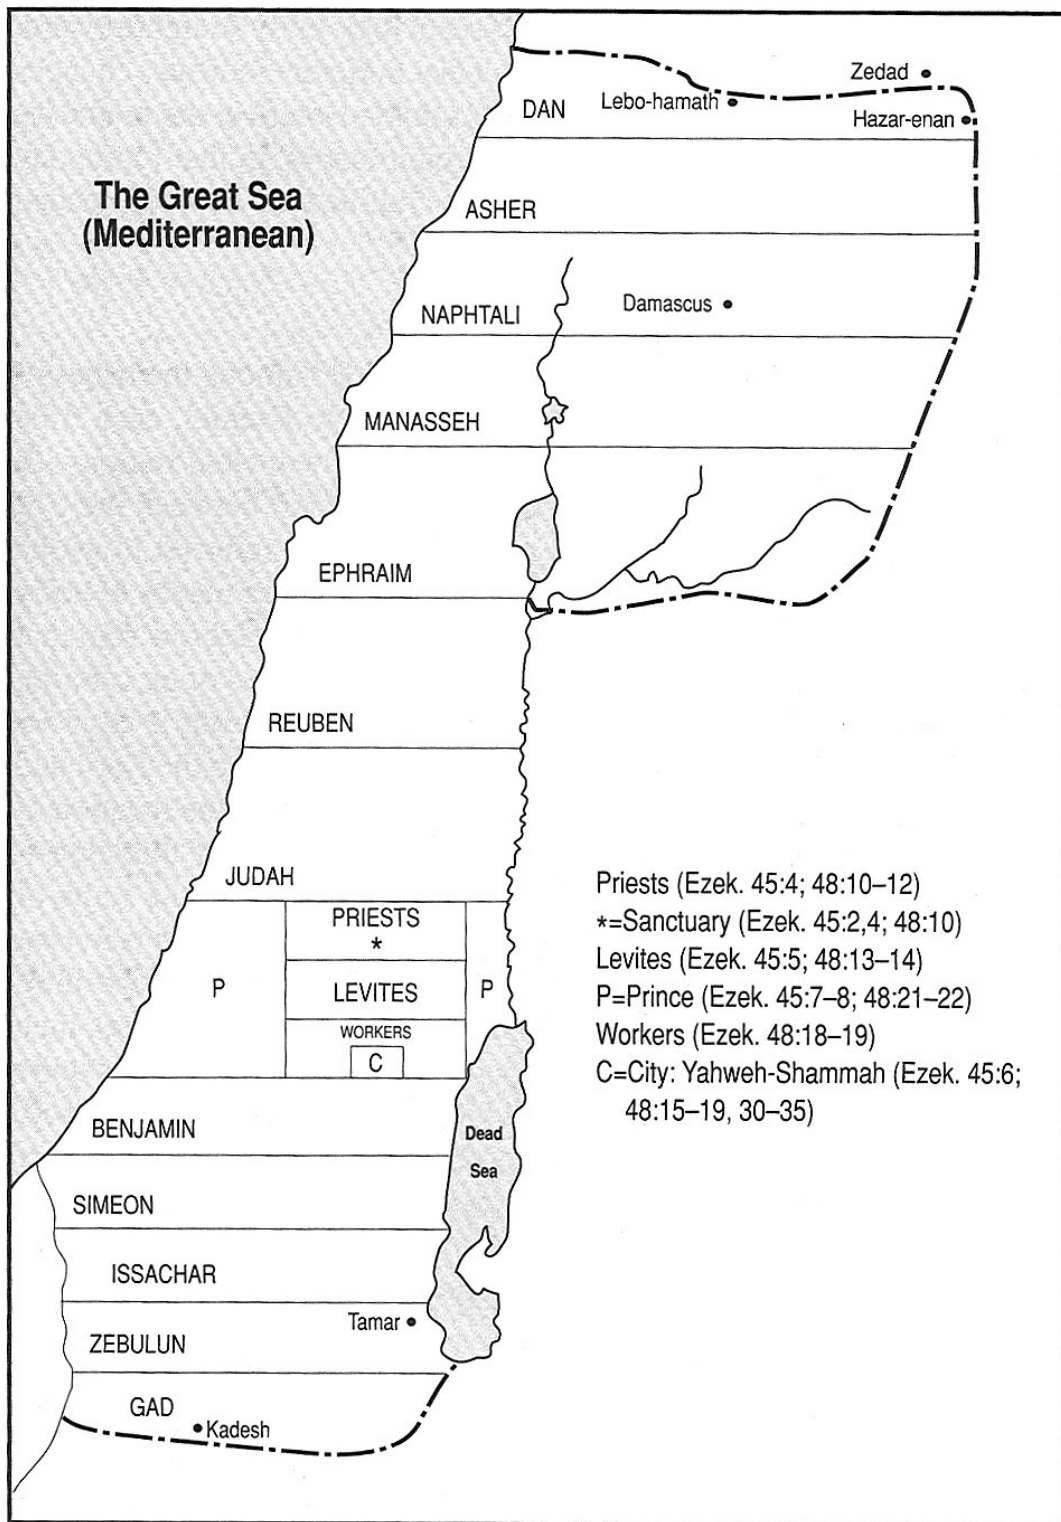 Zedad
Lebo-hamath
DAN
Hazar-enan
The Great Sea
(Mediterranean)
ASHER
Damascus
NAPHTALI
MANASSEH
EPHRAIM
REUBEN
JUDAH
PRIESTS
*
P
LEVITES
P
WORKERS
C
Priests (Ezek. 45:4; 48:10–12)
*=Sanctuary (Ezek. 45:2,4; 48:10)
Levites (Ezek. 45:5; 48:13–14)
P=Prince (Ezek. 45:7–8; 48:21–22)
Workers (Ezek. 48:18–19)
C=City: Yahweh-Shammah (Ezek. 45:6;
48:15–19, 30–35)
BENJAMIN
Dead
Sea
SIMEON
ISSACHAR
Tamar
ZEBULUN
GAD
Kadesh